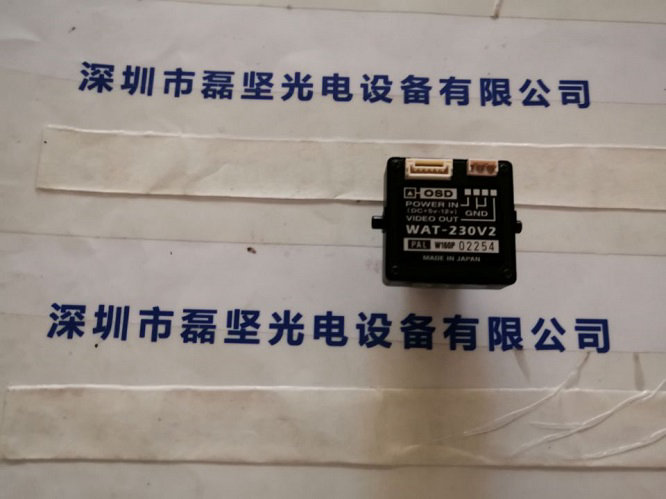 深圳市磊坚光电设备有限公司
OSD
POWER IN
(DC+5v-12v)
GND
VIDEO OUT
WAT-230V2
PAL W160P 02254
MADE IN JAPAN
深圳市磊坚光电设备有限公司